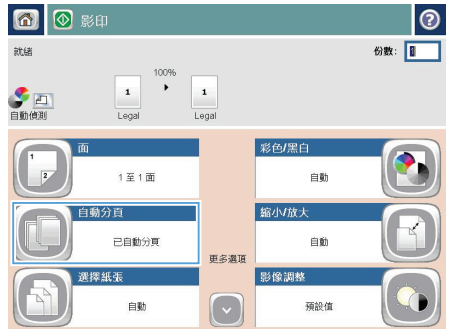 影印
?
就緒
份數: 1
100%
1
1
自動偵測
Legal
Legal
面
1 2
1 至 1 面
彩色/黑白
自動
自動分頁
已自動分頁
縮小/放大
自動
更多選項
選擇紙張
自動
影像調整
預設值